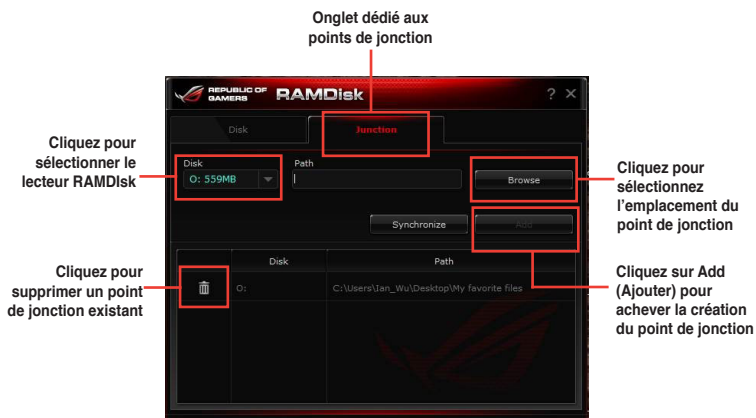 Onglet dédié aux
points de jonction
REPUBLIC OF
GAMERS
RAMDisk
? ×
Disk
Junction
Cliquez pour
sélectionner le
lecteur RAMDIsk
Disk
Path
O: 559MB
Browse
Cliquez pour
sélectionnez
l'emplacement du
point de jonction
Synchronize
Add
Cliquez pour
supprimer un point
de jonction existant
Disk
Path
O:
C:\Users\Ian_Wu\Desktop\My favorite files
Cliquez sur Add
(Ajouter) pour
achever la création
du point de jonction